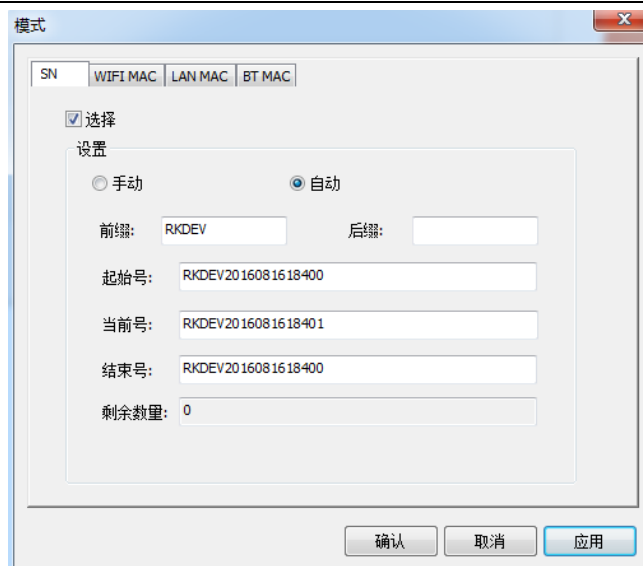 模式
SN WIFI MAC LAN MAC BT MAC
选择
设置
手动 自动
前缀: RKDEV 后缀:
起始号: RKDEV2016081618400
当前号: RKDEV2016081618401
结束号: RKDEV2016081618400
剩余数量: 0
确认 取消 应用